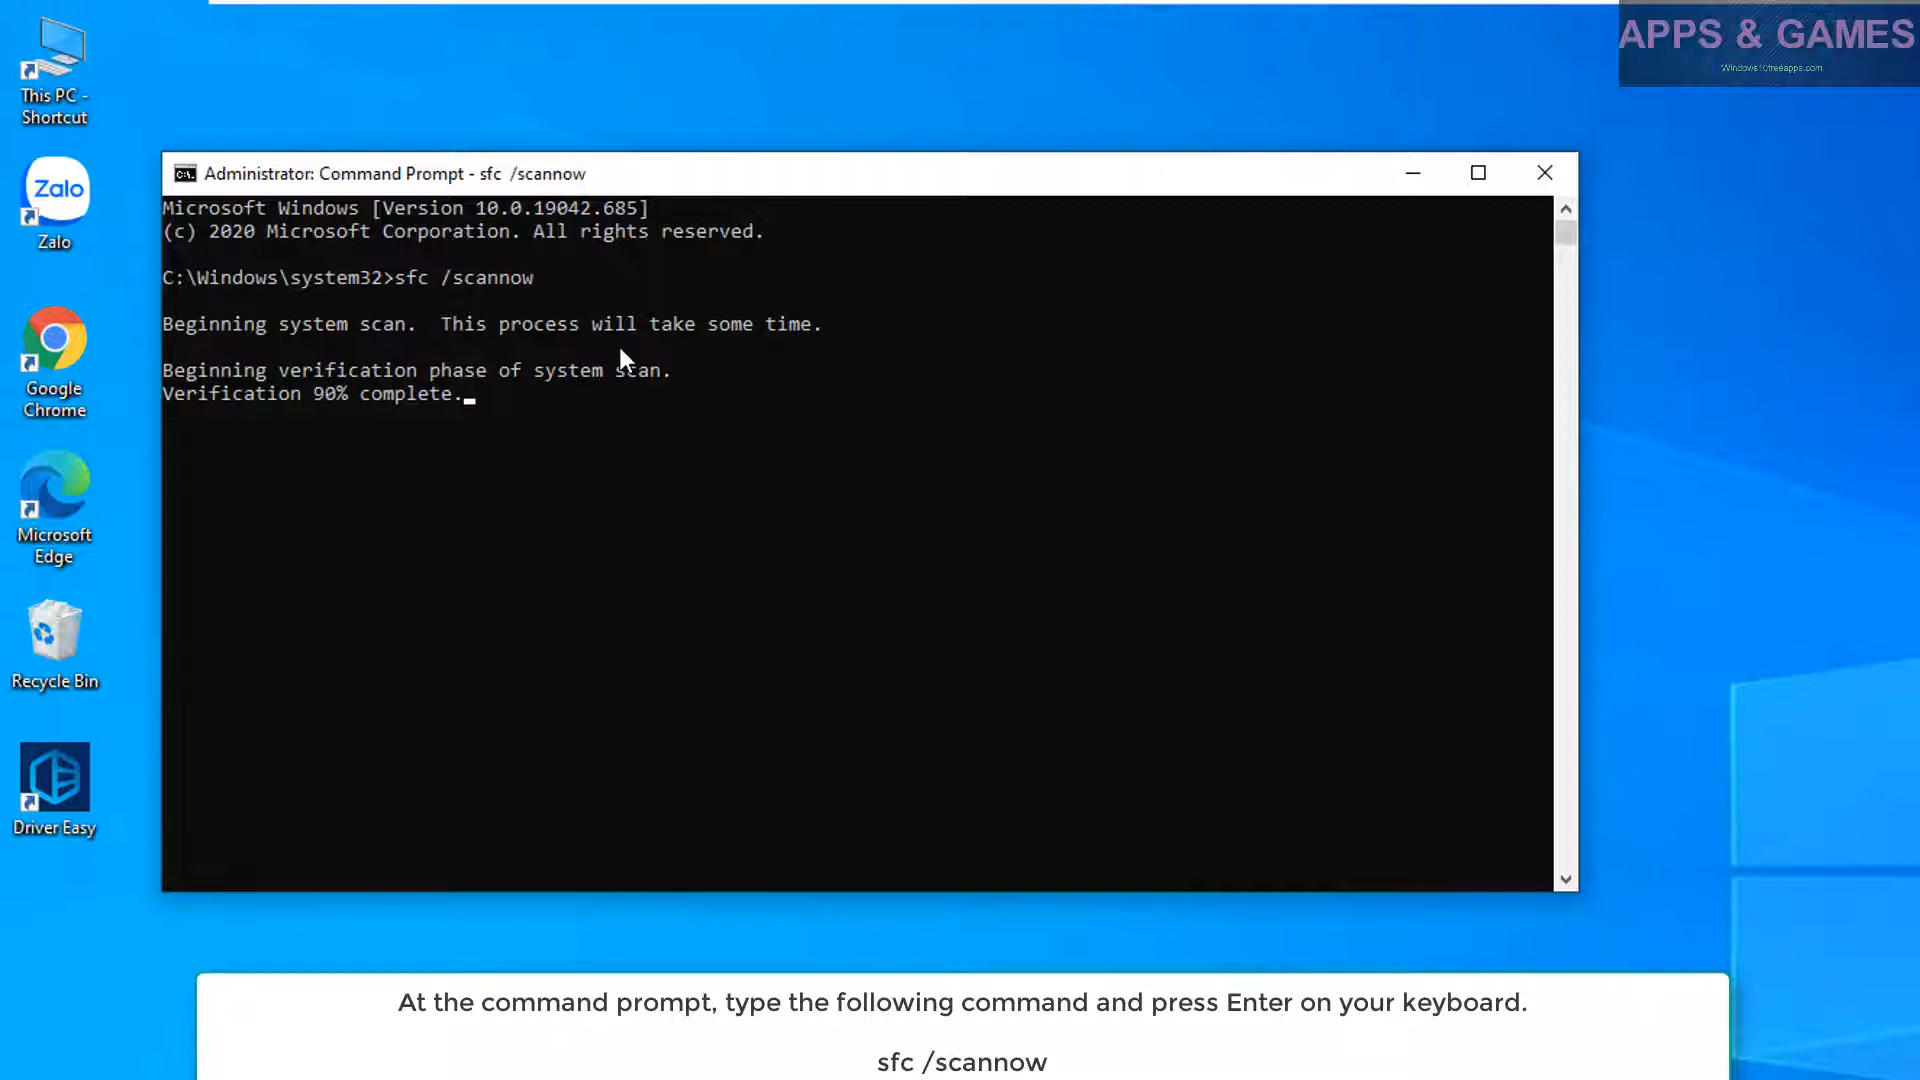 APPS & GAMES
Windows10freeapps.com
This PC -
Shortcut
Zalo
Zalo
Google
Chrome
Microsoft
Edge
Recycle Bin
Driver Easy
C:\.
Administrator: Command Prompt - sfc /scannow
Microsoft Windows [Version 10.0.19042.685]
(c) 2020 Microsoft Corporation. All rights reserved.
C:\Windows\system32>sfc /scannow
Beginning system scan.  This process will take some time.
Beginning verification phase of system scan.
Verification 90% complete.
At the command prompt, type the following command and press Enter on your keyboard.
sfc /scannow